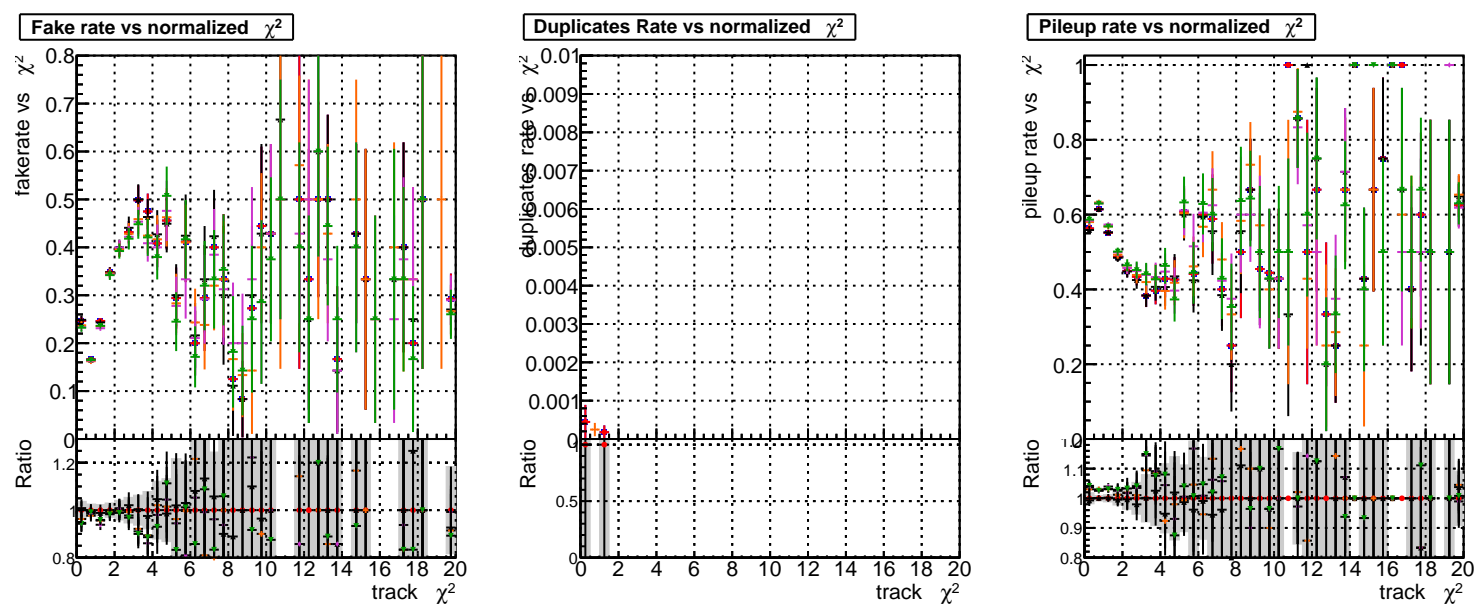 Fake rate vs normalized χ²
fakerate vs χ²
0.8
0.7
0.6
0.5
0.4
0.3
0.2
0.1
0
Ratio
1.2
1
0.8
0 2 4 6 8 10 12 14 16 18 20
track χ²
Duplicates Rate vs normalized χ²
duplicates rate vs χ²
0.01
0.009
0.008
0.007
0.006
0.005
0.004
0.003
0.002
0.001
0
Ratio
1
0.5
0
0 2 4 6 8 10 12 14 16 18 20
track χ²
Pileup rate vs normalized χ²
pileup rate vs χ²
1
0.8
0.6
0.4
0.2
Ratio
1.1
1
0.9
0.8
0 2 4 6 8 10 12 14 16 18 20
track χ²